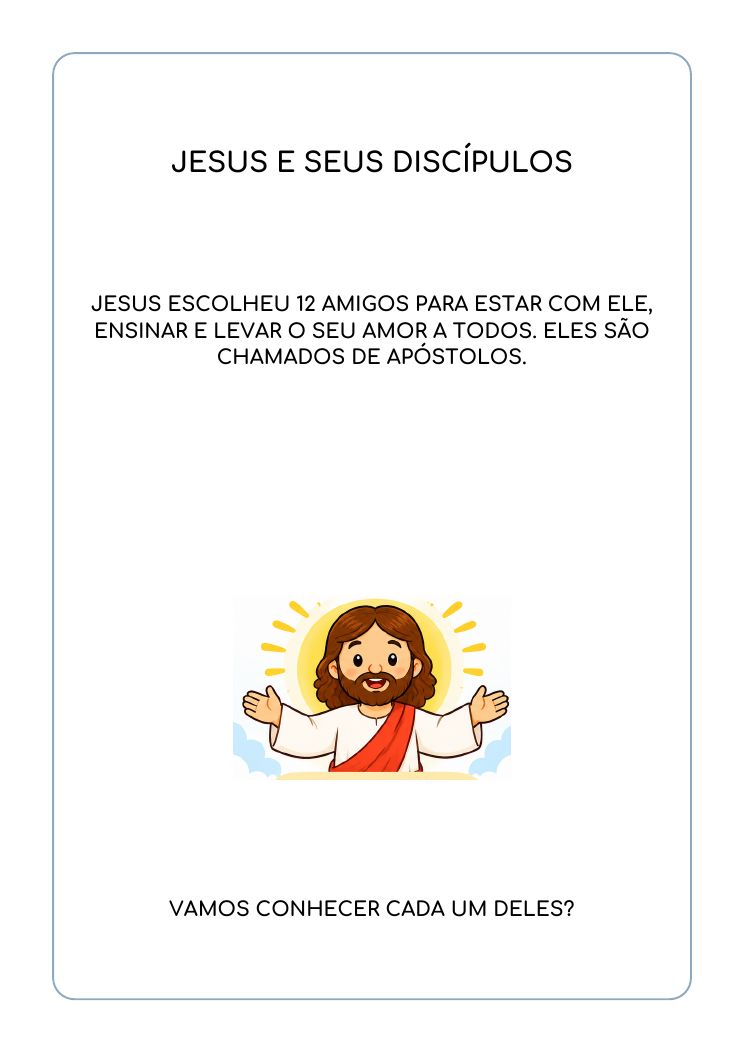 JESUS E SEUS DISCÍPULOS
JESUS ESCOLHEU 12 AMIGOS PARA ESTAR COM ELE,
ENSINAR E LEVAR O SEU AMOR A TODOS. ELES SÃO
CHAMADOS DE APÓSTOLOS.
VAMOS CONHECER CADA UM DELES?